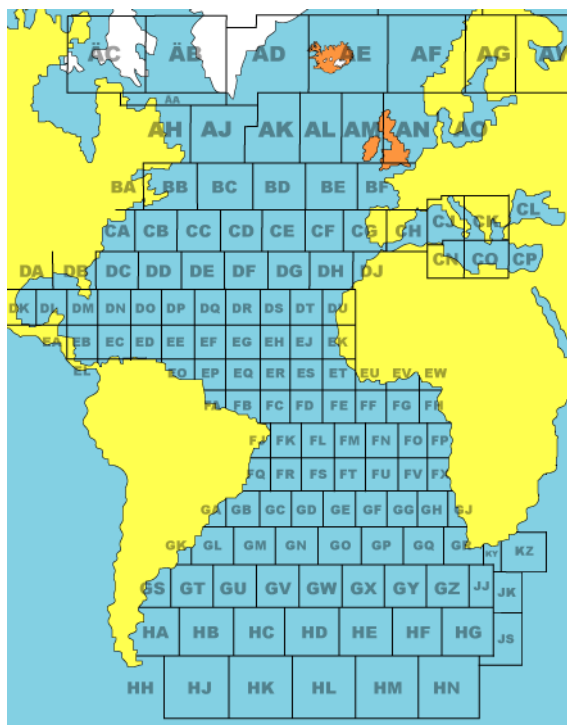 ÄC ÄB AD AE AF AG AV
ÄA
AH AJ AK AL AM AN AO
BA BB BC BD BE BF
CA CB CC CD CE CF CG CH CJ CK CL
DA DB DC DD DE DF DG DH DJ CN CO CP
DK DL DM DN DO DP DQ DR DS DT DU
EA EB EC ED EE EF EG EH EJ
EL EO EP EQ ER ES ET EU EV EW
FA FB FC FD FE FF FG FH
FJ FK FL FM FN FO FP
FQ FR FS FT FU FV FX
GA GB GC GD GE GF GG GH GJ
GK GL GM GN GO GP GQ KY KZ
GS GT GU GV GW GX GY GZ JJ JK
HA HB HC HD HE HF HG JS
HH HJ HK HL HM HN